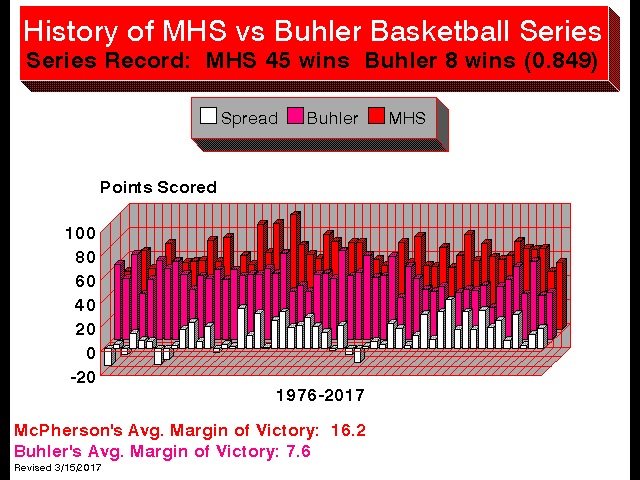 History of MHS vs Buhler Basketball Series
Series Record: MHS 45 wins Buhler 8 wins (0.849)
Spread Buhler MHS
Points Scored
100
80
60
40
20
0
-20
1976-2017
McPherson's Avg. Margin of Victory: 16.2
Buhler's Avg. Margin of Victory: 7.6
Revised 3/15/2017